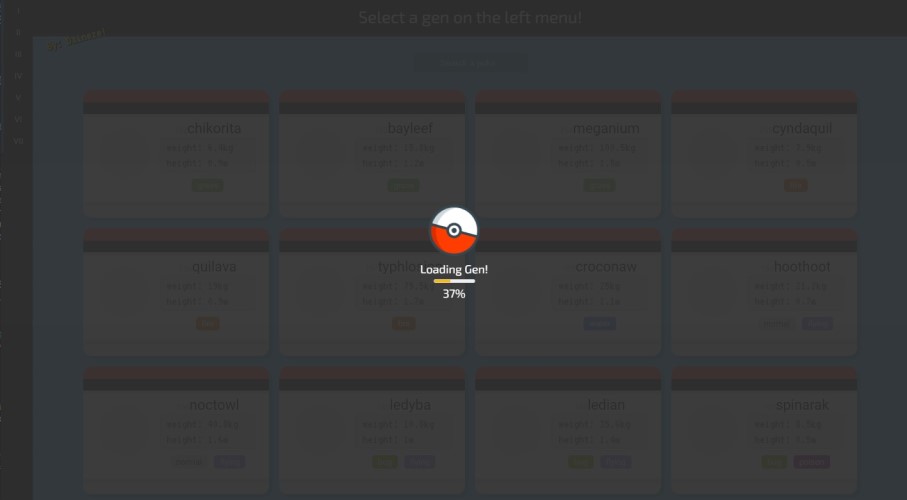 Select a gen on the left menu!
I
II
III
IV
V
VI
VII
chikorita
weight: 6.4kg
height: 0.9m
grass
bayleef
weight: 15.8kg
height: 1.2m
grass
meganium
weight: 100.5kg
height: 1.8m
grass
cyndaquil
weight: 7.9kg
height: 0.5m
fire
quilava
weight: 19kg
height: 0.9m
fire
typhlosion
weight: 79.5kg
height: 1.7m
fire
croconaw
weight: 25kg
height: 1.1m
water
hoothoot
weight: 21.2kg
height: 0.7m
normal
flying
Loading Gen!
37%
noctowl
weight: 40.8kg
height: 1.6m
normal
flying
ledyba
weight: 10.8kg
height: 1m
bug
flying
ledian
weight: 35.6kg
height: 1.4m
bug
flying
spinarak
weight: 8.5kg
height: 0.5m
bug
poison